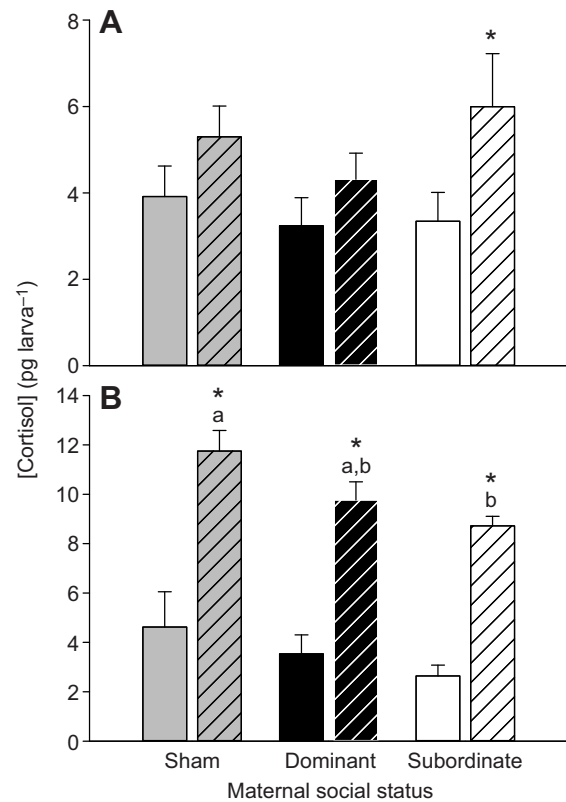 A
8
6
4
2
0
*
[Cortisol] (pg larva⁻¹)
B
14
12
10
8
6
4
2
0
*
a
*
a,b
*
b
Sham Dominant Subordinate
Maternal social status